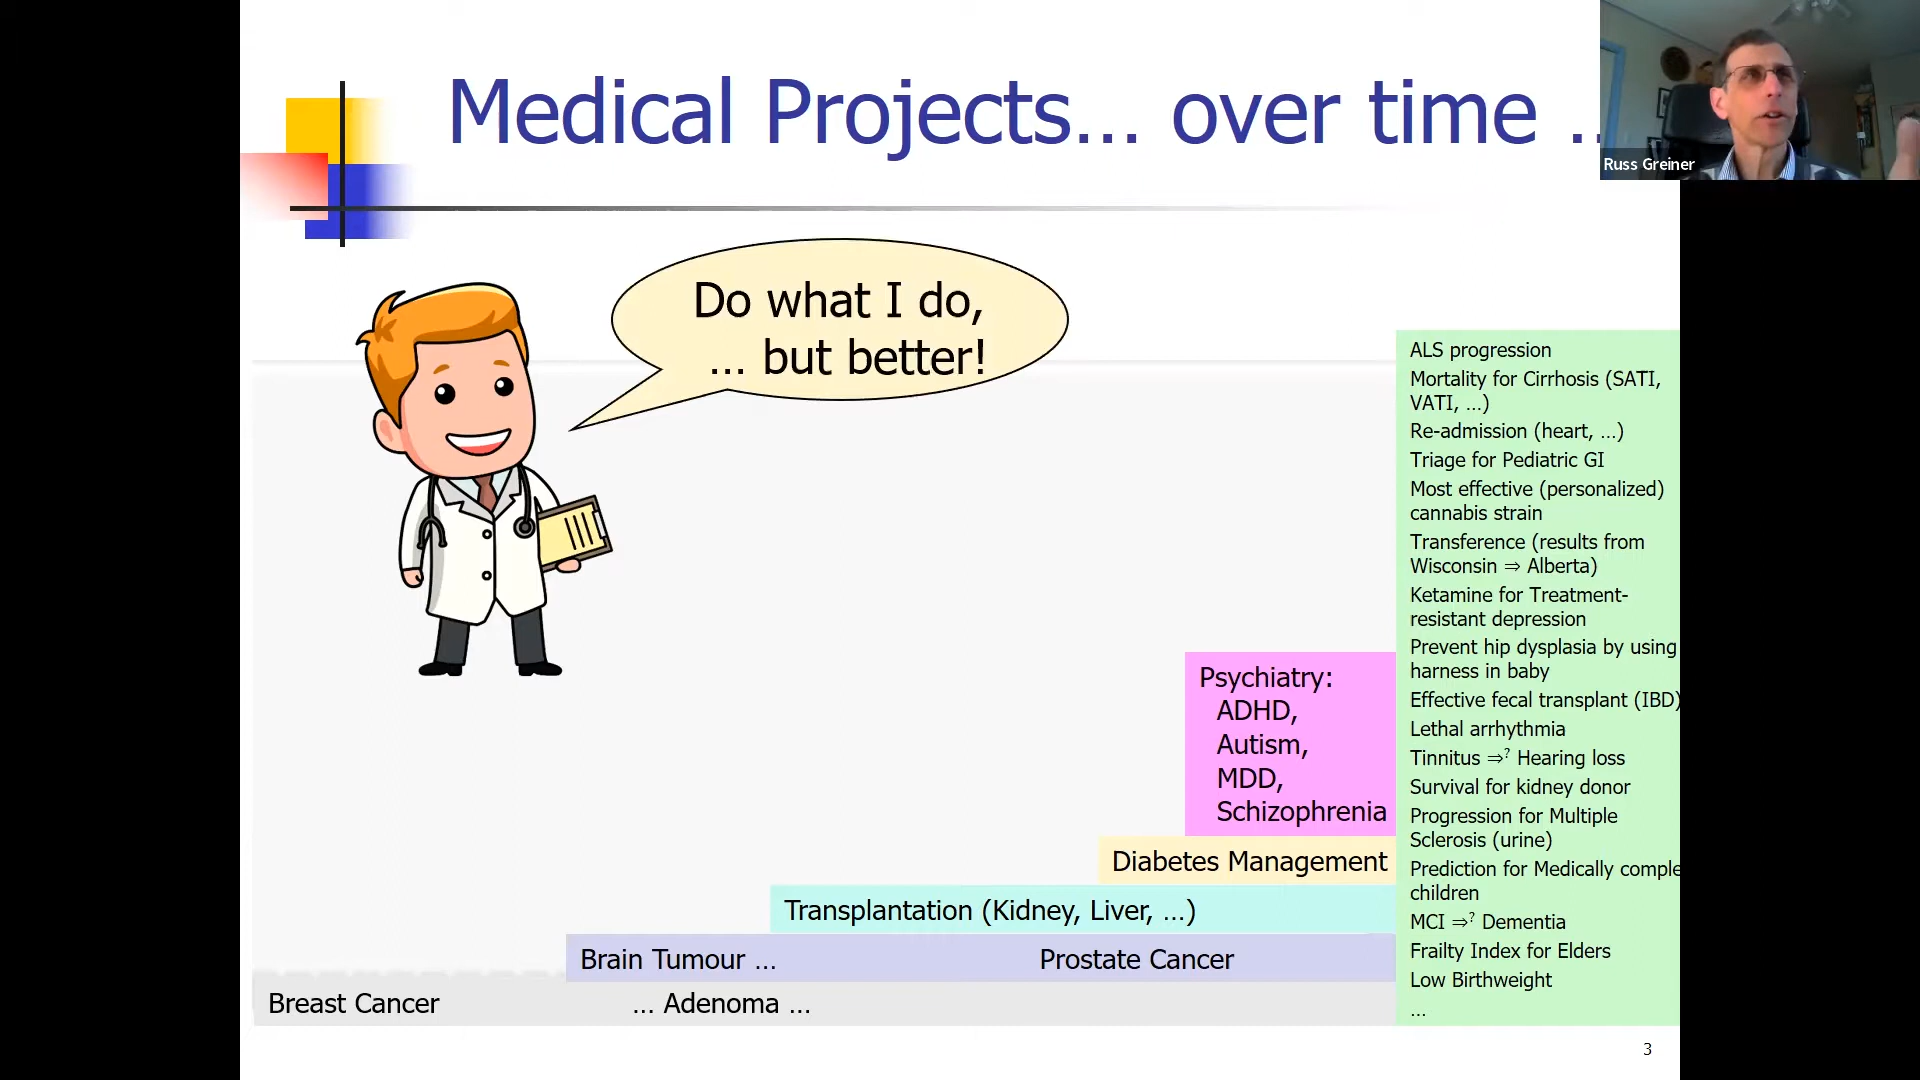 Medical Projects... over time ..
Russ Greiner
Do what I do,
... but better!
ALS progression
Mortality for Cirrhosis (SATI,
VATI, ...)
Re-admission (heart, ...)
Triage for Pediatric GI
Most effective (personalized)
cannabis strain
Transference (results from
Wisconsin ⇒ Alberta)
Ketamine for Treatment-
resistant depression
Prevent hip dysplasia by using
harness in baby
Effective fecal transplant (IBD)
Lethal arrhythmia
Tinnitus ⇒? Hearing loss
Survival for kidney donor
Progression for Multiple
Sclerosis (urine)
Prediction for Medically comple
children
MCI ⇒? Dementia
Frailty Index for Elders
Low Birthweight
...
Psychiatry:
ADHD,
Autism,
MDD,
Schizophrenia
Diabetes Management
Transplantation (Kidney, Liver, ...)
Brain Tumour ... Prostate Cancer
Breast Cancer ... Adenoma ...
3